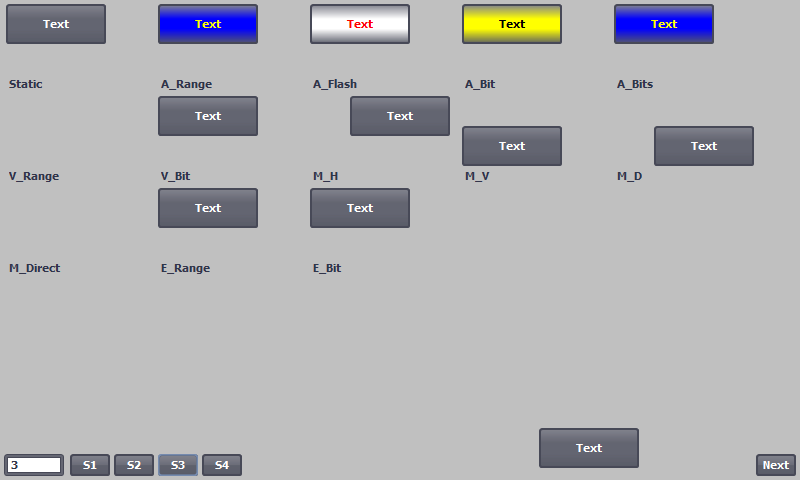 Text Text Text Text Text
Static A_Range A_Flash A_Bit A_Bits
Text Text
Text Text
V_Range V_Bit M_H M_V M_D
Text Text
M_Direct E_Range E_Bit
Text
3 S1 S2 S3 S4 Next